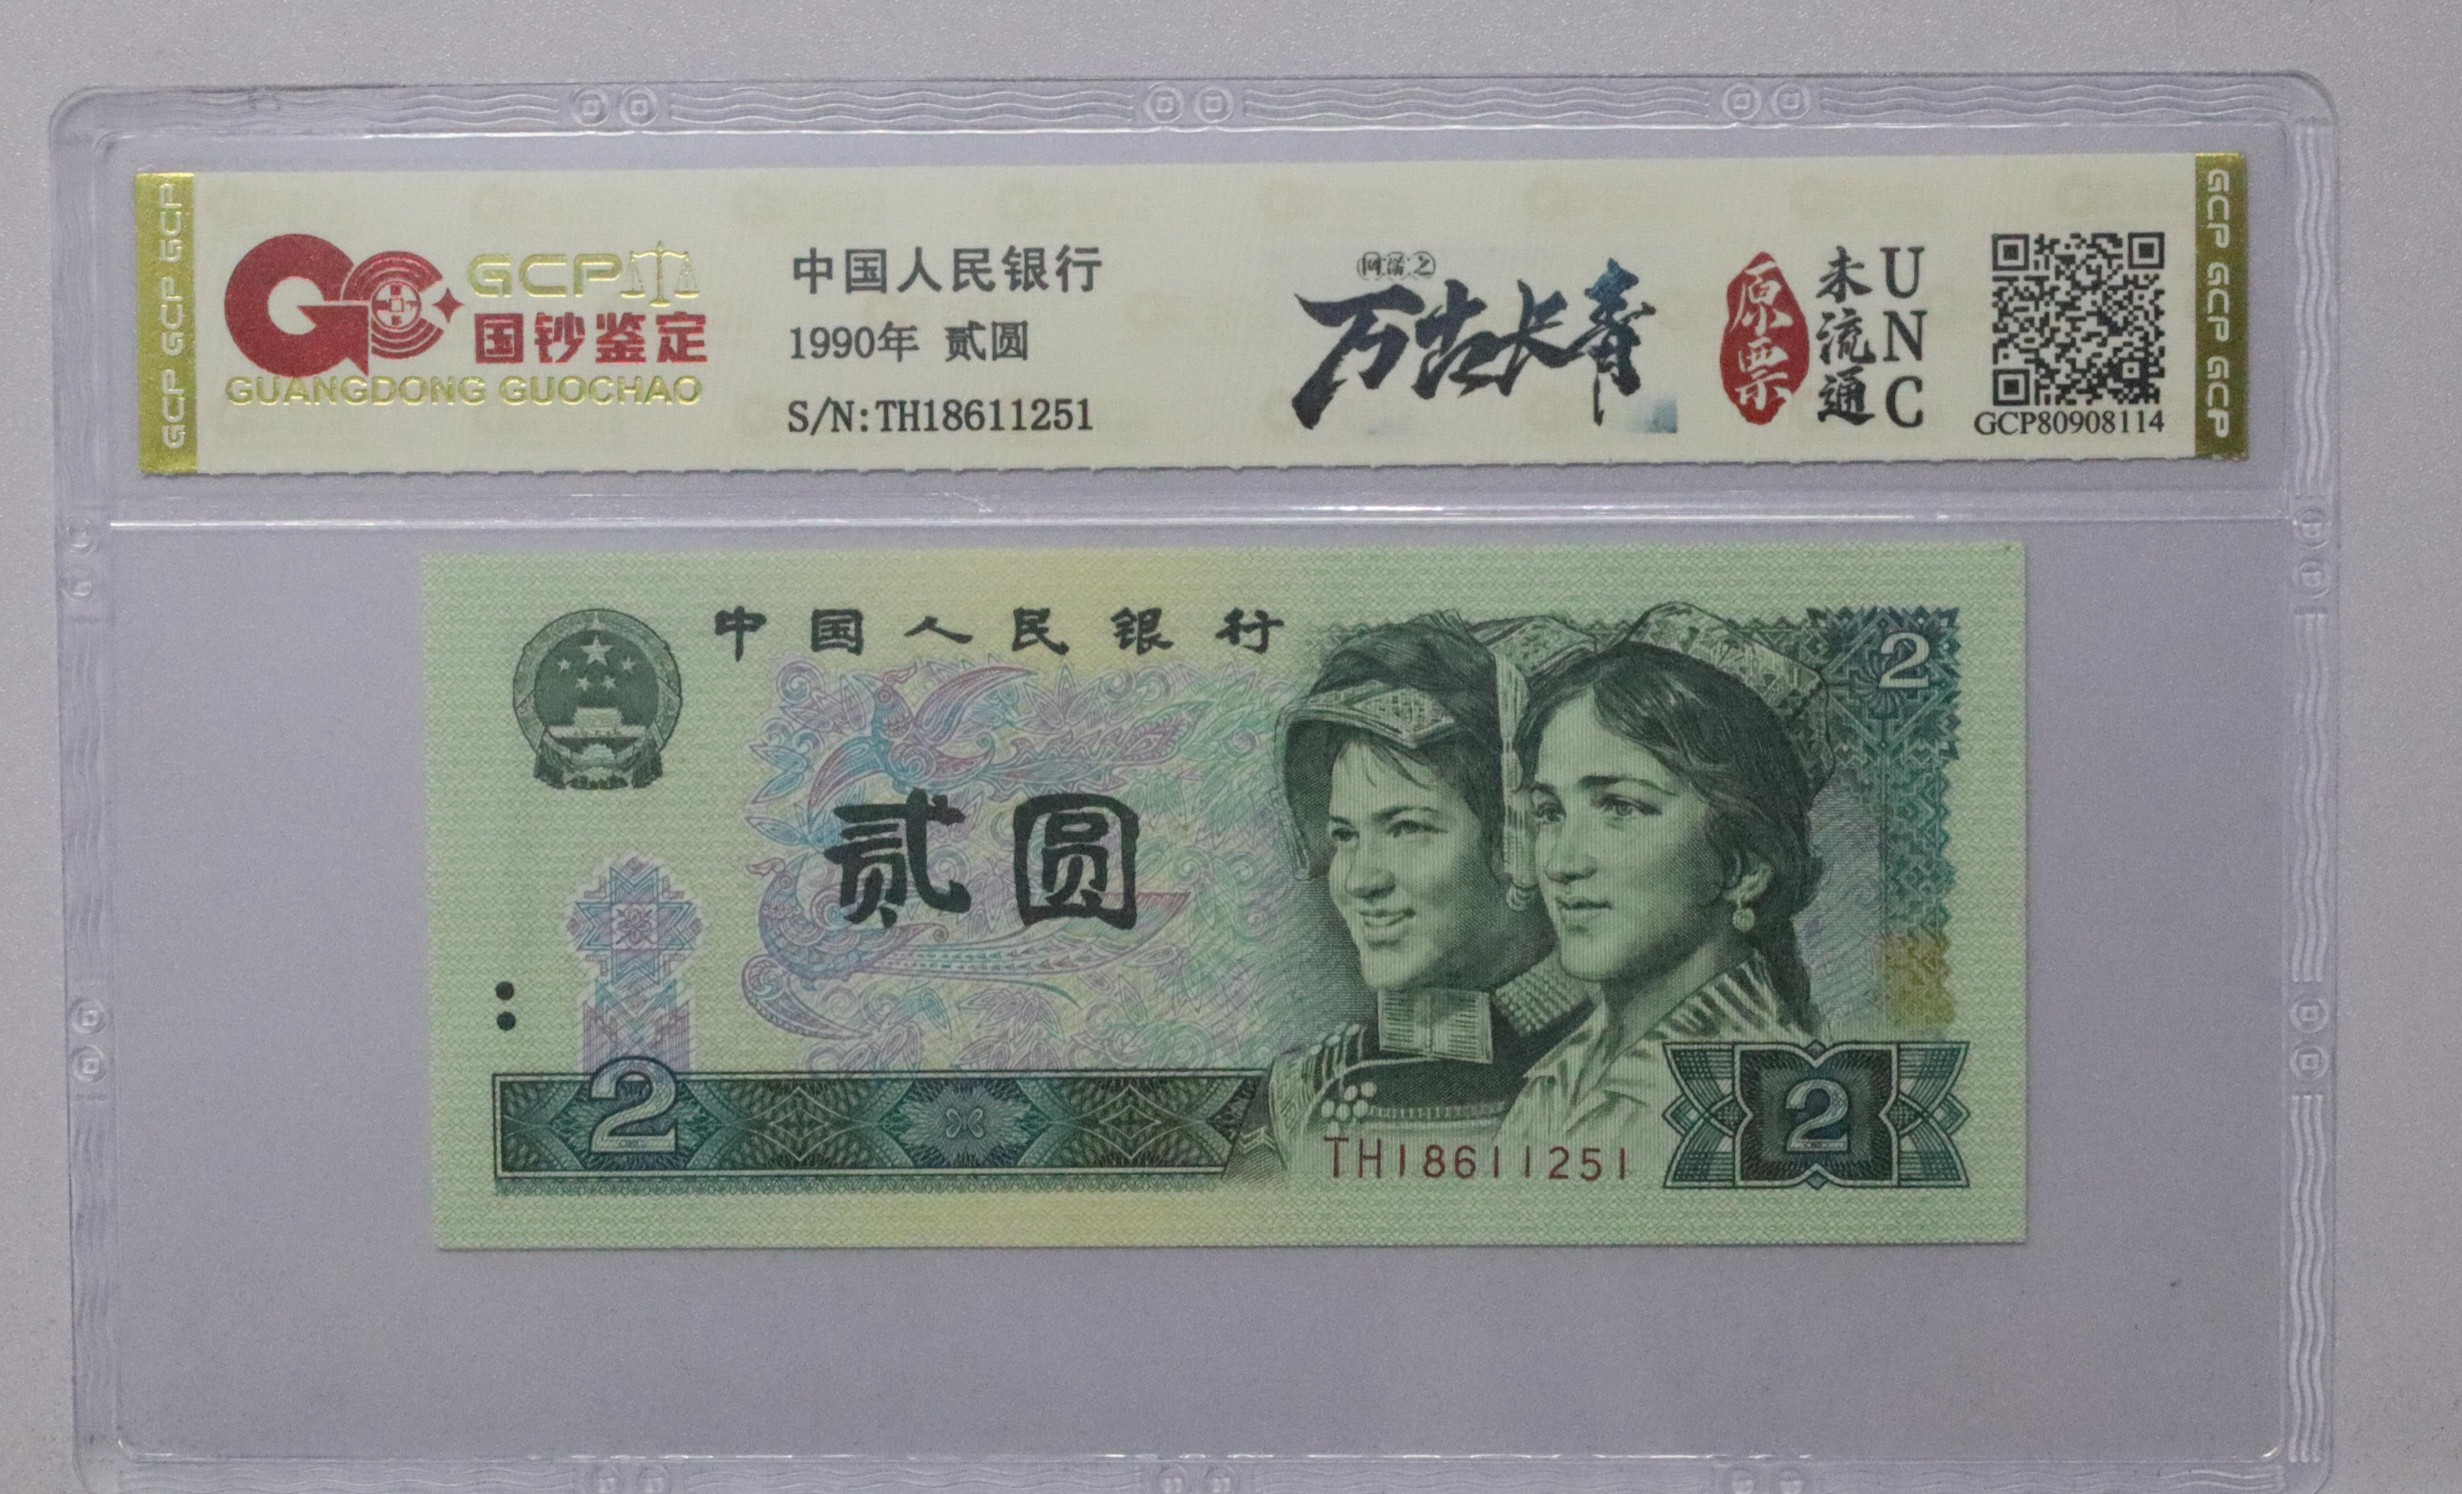 GCP GCP GCP
GCP
国钞鉴定
GUANGDONG GUOCHAO
中国人民银行
1990年 贰圆
S/N:TH18611251
万古长青
原票
未流通
UNC
GCP80908114
GCP GCP GCP
中国人民银行
2
贰圆
2
2
TH18611251